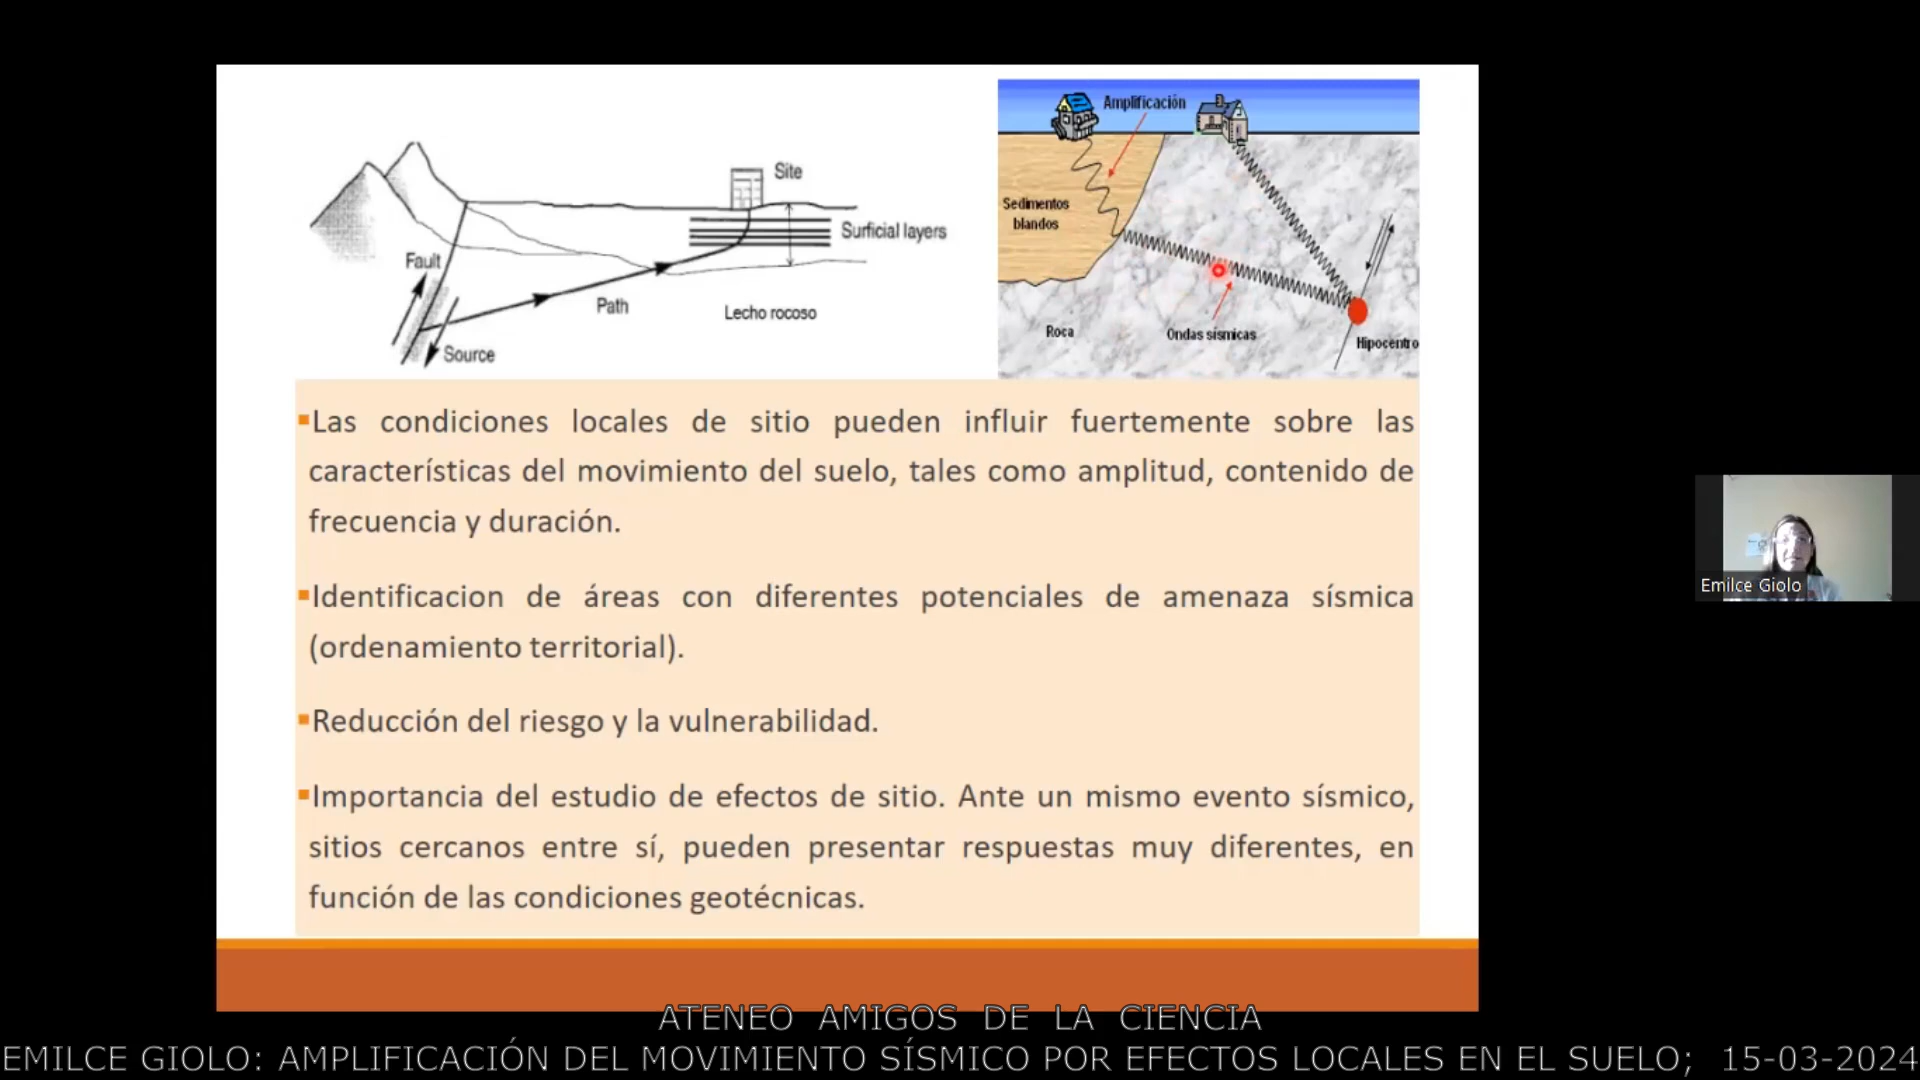 Site
Surficial layers
Fault
Path
Lecho rocoso
Source
Amplificación
Sedimentos
blandos
Roca
Ondas sísmicas
Hipocentro
Las condiciones locales de sitio pueden influir fuertemente sobre las
características del movimiento del suelo, tales como amplitud, contenido de
frecuencia y duración.
Identificacion de áreas con diferentes potenciales de amenaza sísmica
(ordenamiento territorial).
Reducción del riesgo y la vulnerabilidad.
Importancia del estudio de efectos de sitio. Ante un mismo evento sísmico,
sitios cercanos entre sí, pueden presentar respuestas muy diferentes, en
función de las condiciones geotécnicas.
Emilce Giolo
ATENEO AMIGOS DE LA CIENCIA
EMILCE GIOLO: AMPLIFICACIÓN DEL MOVIMIENTO SÍSMICO POR EFECTOS LOCALES EN EL SUELO; 15-03-2024